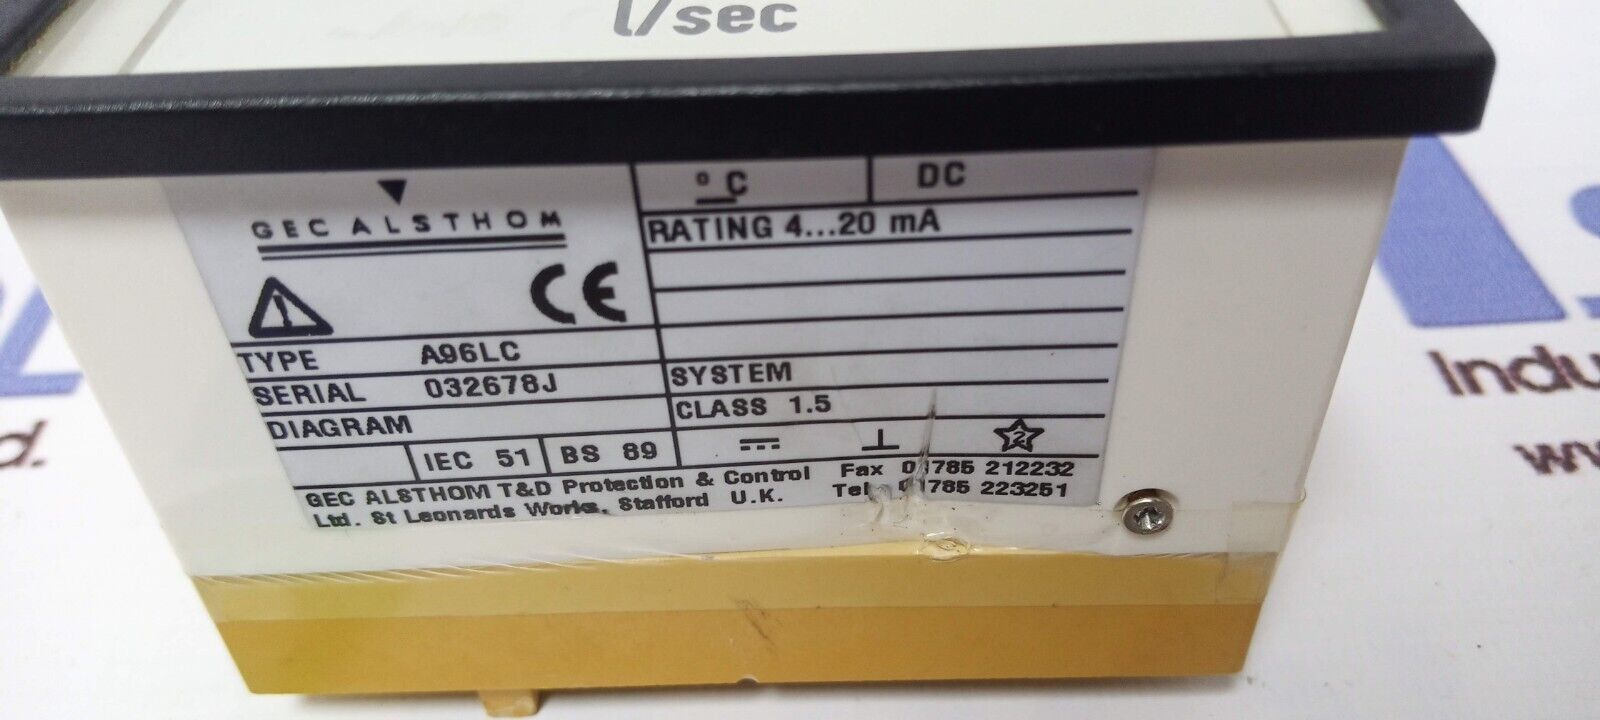 l/sec
GEC ALSTHOM
° C
DC
RATING 4...20 mA
CE
TYPE A96LC
SERIAL 032678J
DIAGRAM
SYSTEM
CLASS 1.5
IEC 51
BS 89
2
GEC ALSTHOM T&D Protection & Control
Ltd. St Leonards Works, Stafford U.K.
Fax 01785 212232
Tel 01785 223251
Indu
ww
d.